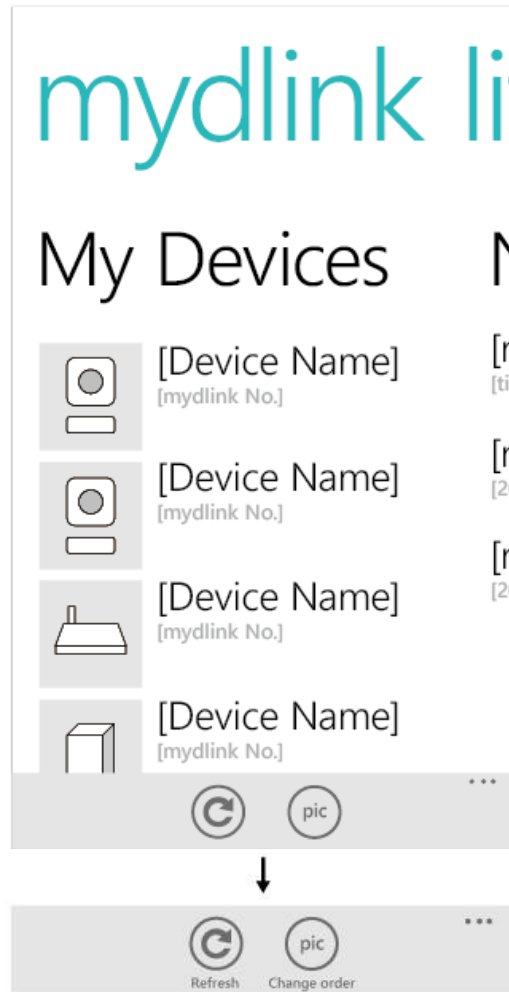 mydlink li
My Devices
[Device Name]
[mydlink No.]
[Device Name]
[mydlink No.]
[Device Name]
[mydlink No.]
[Device Name]
[mydlink No.]
pic
pic
Refresh
Change order